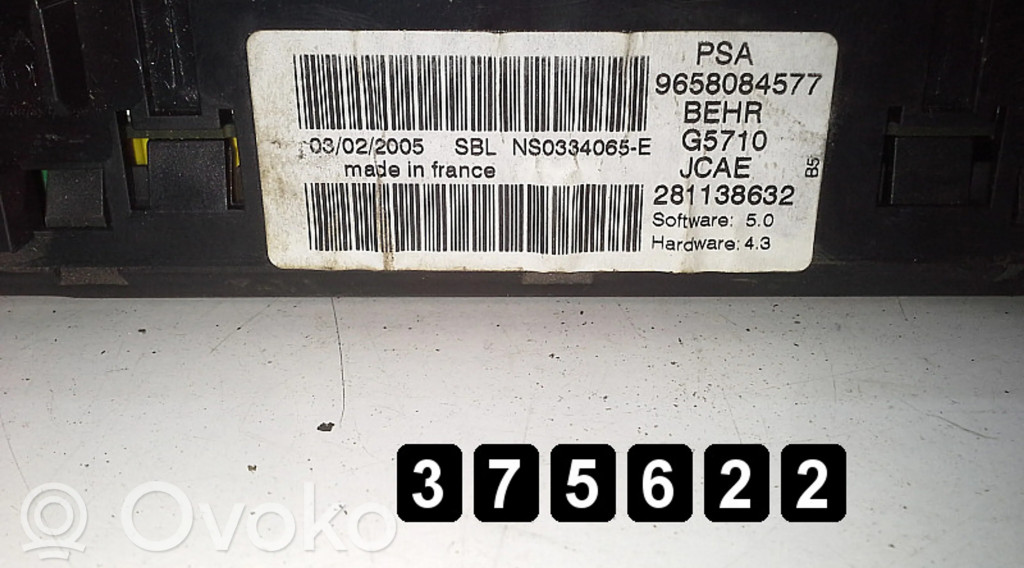 PSA
9658084577
BEHR
G5710
JCAE
281138632
Software: 5.0
Hardware: 4.3
B5
03/02/2005 SBL NS0334065-E
made in france
375622
Ovoko